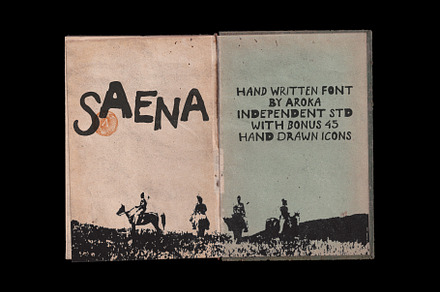 SAENA
HAND WRITTEN FONT
BY AROKA
INDEPENDENT STD
WITH BONUS 45
HAND DRAWN ICONS